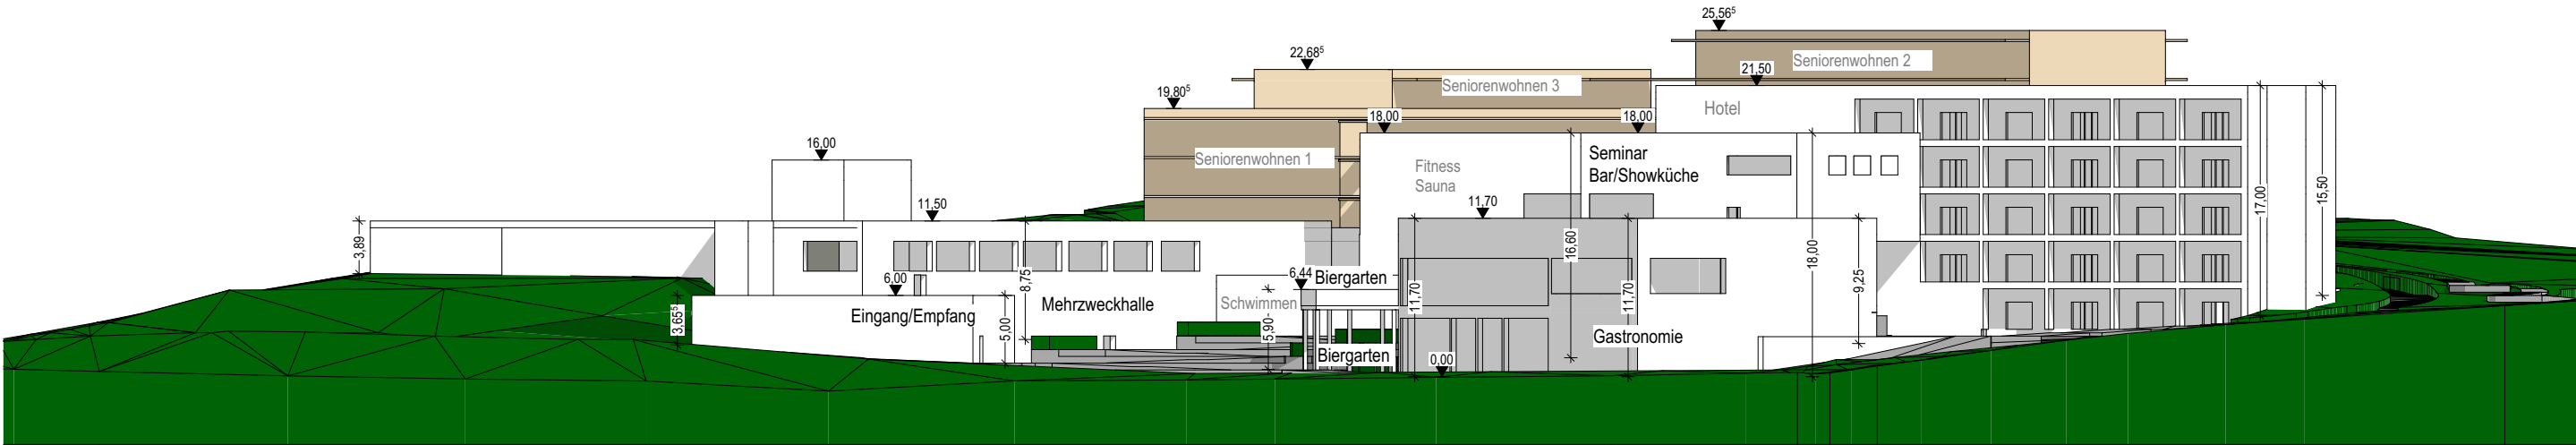 25,56⁵
Seniorenwohnen 2
22,68⁵
21,50
Seniorenwohnen 3
19,80⁵
Hotel
18,00
18,00
16,00
Seniorenwohnen 1
Seminar
Bar/Showküche
Fitness
Sauna
15,50
17,00
11,50
11,70
3,89
16,60
18,00
9,25
6,00
8,75
6,44
Biergarten
11,70
11,70
Schwimmen
Mehrzweckhalle
Eingang/Empfang
3,65⁵
5,00
5,90
Gastronomie
Biergarten
0,00